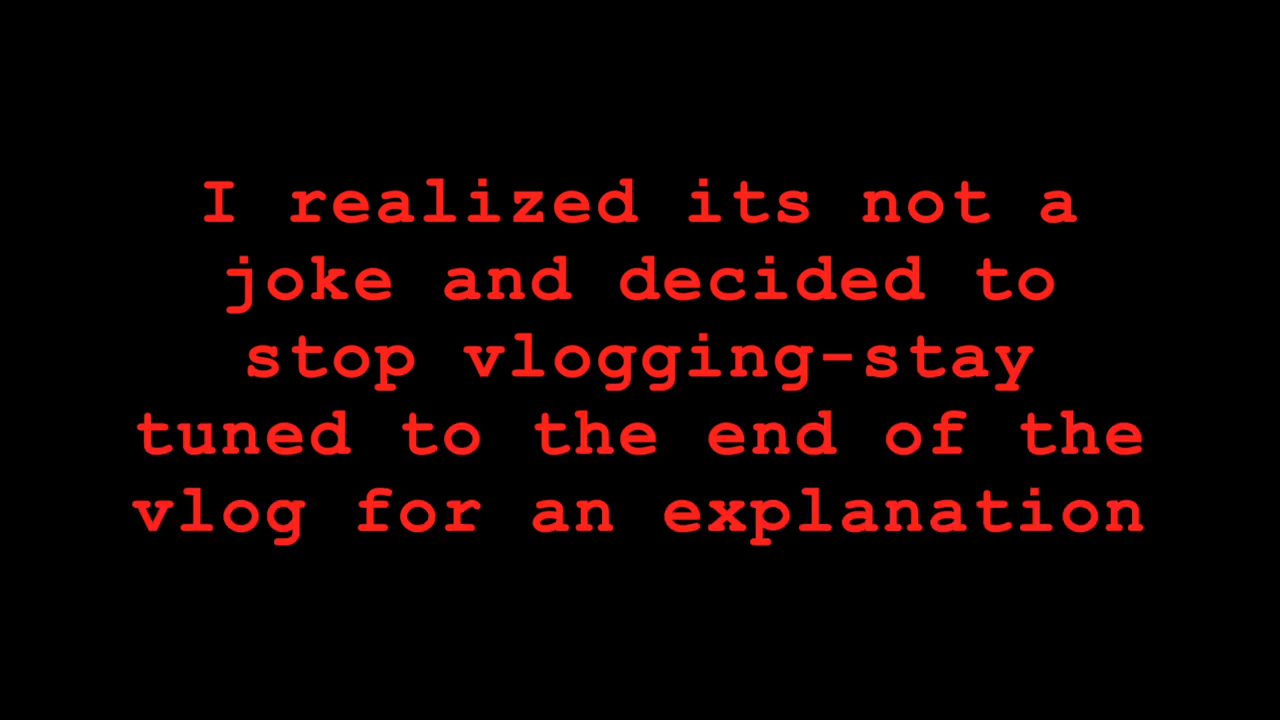 I realized its not a
joke and decided to
stop vlogging-stay
tuned to the end of the
vlog for an explanation